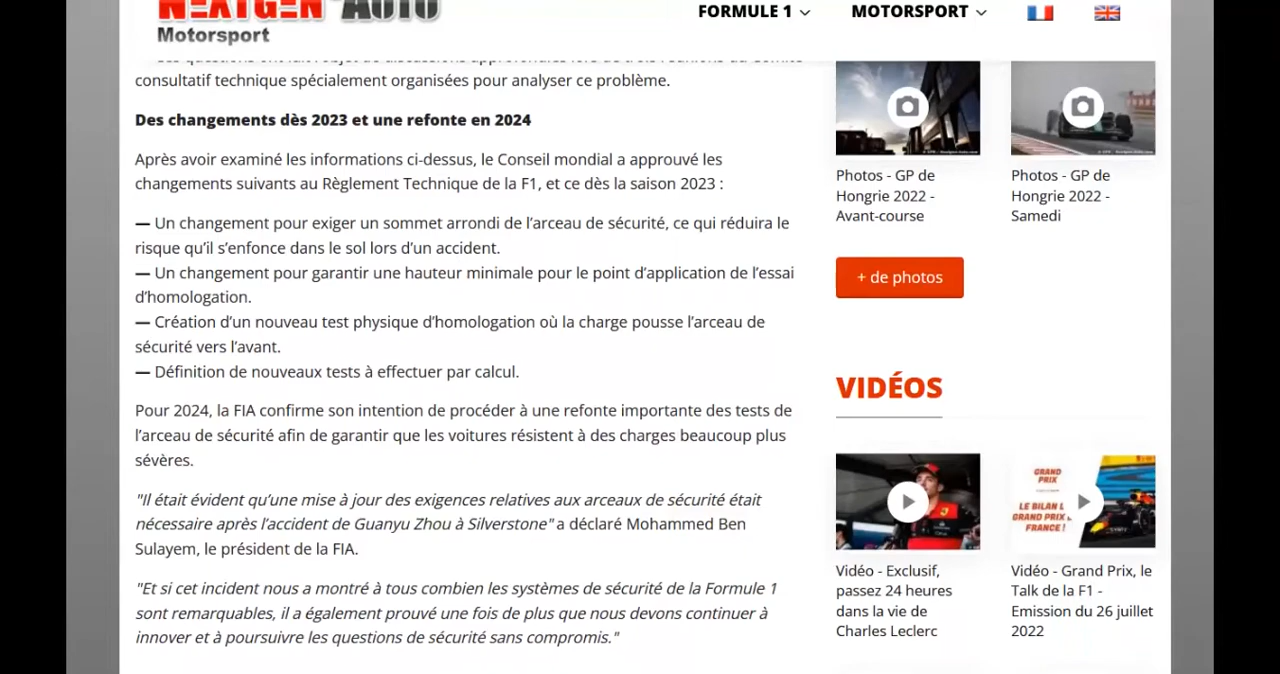 NEXTGEN AUTO
Motorsport
FORMULE 1
MOTORSPORT
consultatif technique spécialement organisées pour analyser ce problème.
Des changements dès 2023 et une refonte en 2024
Après avoir examiné les informations ci-dessus, le Conseil mondial a approuvé les
changements suivants au Règlement Technique de la F1, et ce dès la saison 2023 :
— Un changement pour exiger un sommet arrondi de l’arceau de sécurité, ce qui réduira le
risque qu’il s’enfonce dans le sol lors d’un accident.
— Un changement pour garantir une hauteur minimale pour le point d’application de l’essai
d’homologation.
— Création d’un nouveau test physique d’homologation où la charge pousse l’arceau de
sécurité vers l’avant.
— Définition de nouveaux tests à effectuer par calcul.
Pour 2024, la FIA confirme son intention de procéder à une refonte importante des tests de
l’arceau de sécurité afin de garantir que les voitures résistent à des charges beaucoup plus
sévères.
"Il était évident qu’une mise à jour des exigences relatives aux arceaux de sécurité était
nécessaire après l’accident de Guanyu Zhou à Silverstone" a déclaré Mohammed Ben
Sulayem, le président de la FIA.
"Et si cet incident nous a montré à tous combien les systèmes de sécurité de la Formule 1
sont remarquables, il a également prouvé une fois de plus que nous devons continuer à
innover et à poursuivre les questions de sécurité sans compromis."
Photos - GP de
Hongrie 2022 -
Avant-course
Photos - GP de
Hongrie 2022 -
Samedi
+ de photos
VIDÉOS
GRAND
PRIX
LE BILAN
GRAND PRIX
FRANCE !
Vidéo - Exclusif,
passez 24 heures
dans la vie de
Charles Leclerc
Vidéo - Grand Prix, le
Talk de la F1 -
Emission du 26 juillet
2022